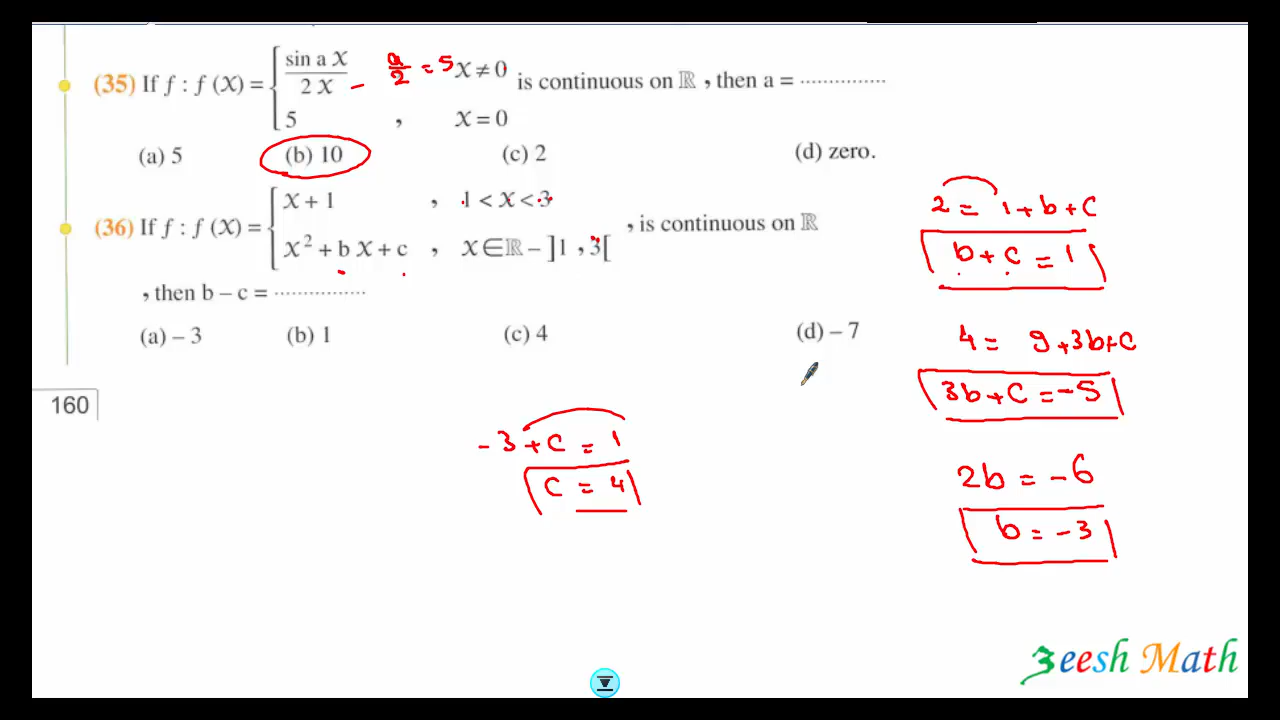 (35) If f : f (X) = { sin a X / 2 X - a/2 = 5 X ≠ 0 is continuous on ℝ , then a = ...............
5 , X = 0
(a) 5 (b) 10 (c) 2 (d) zero.
(36) If f : f (X) = { X + 1 , 1 < X < 3
X² + b X + c , X ∈ ℝ – ]1 , 3[ , is continuous on ℝ
, then b – c = ................
(a) – 3 (b) 1 (c) 4 (d) – 7
160
2 = 1 + b + c
b + c = 1
4 = 9 + 3b + c
3b + c = -5
2b = -6
b = -3
-3 + c = 1
c = 4
Zeesh Math